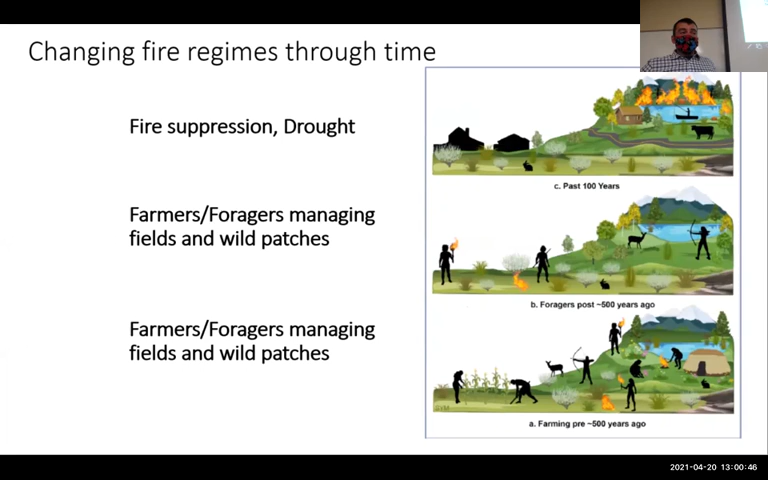 Changing fire regimes through time
Fire suppression, Drought
c. Past 100 Years
Farmers/Foragers managing
fields and wild patches
b. Foragers post ~500 years ago
Farmers/Foragers managing
fields and wild patches
a. Farming pre ~500 years ago
2021-04-20 13:00:46